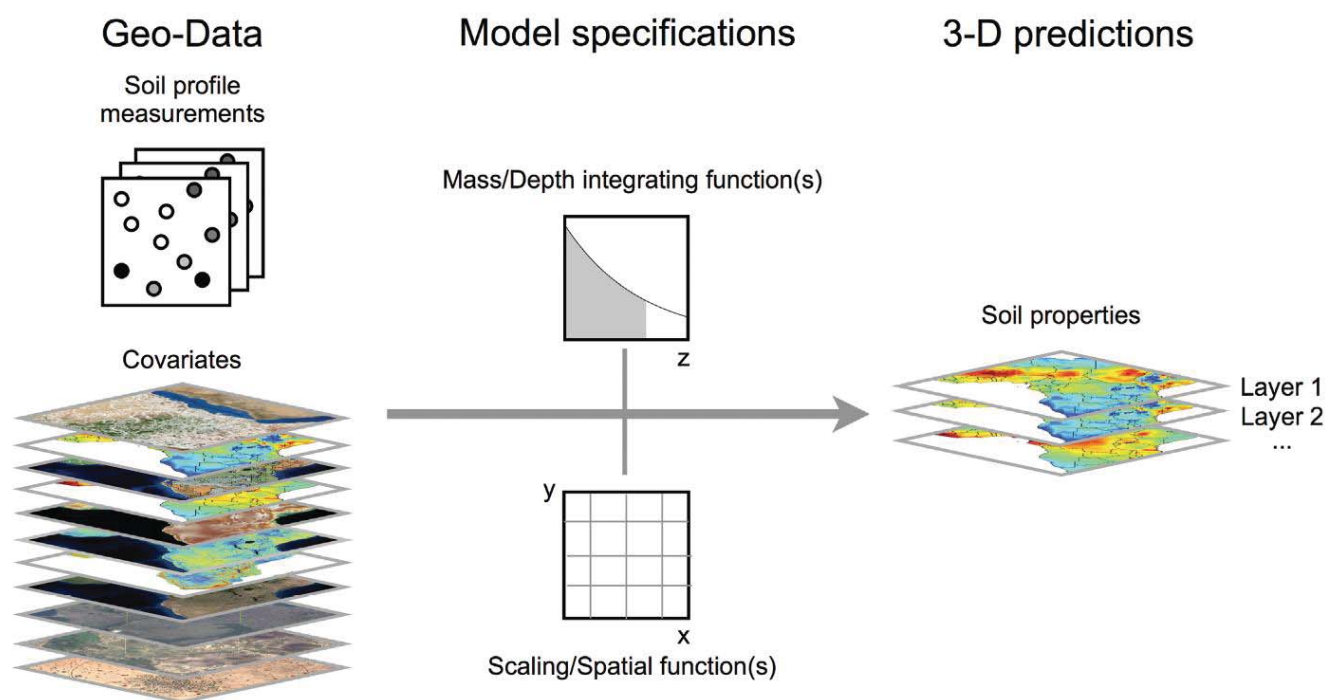 Geo-Data
Model specifications
3-D predictions
Soil profile
measurements
Mass/Depth integrating function(s)
z
Covariates
Soil properties
Layer 1
Layer 2
...
y
x
Scaling/Spatial function(s)